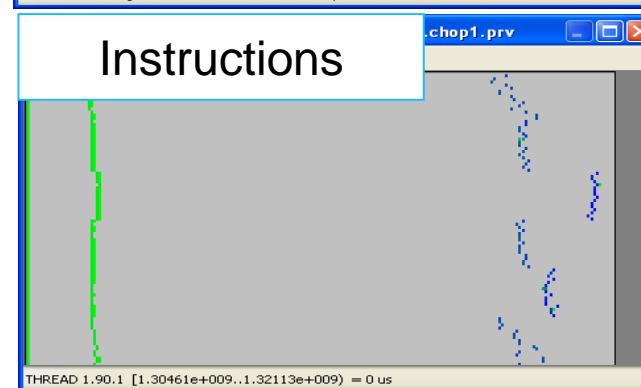 .chop1.prv
Instructions
THREAD 1.90.1 [1.30461e+009..1.32113e+009) = 0 us